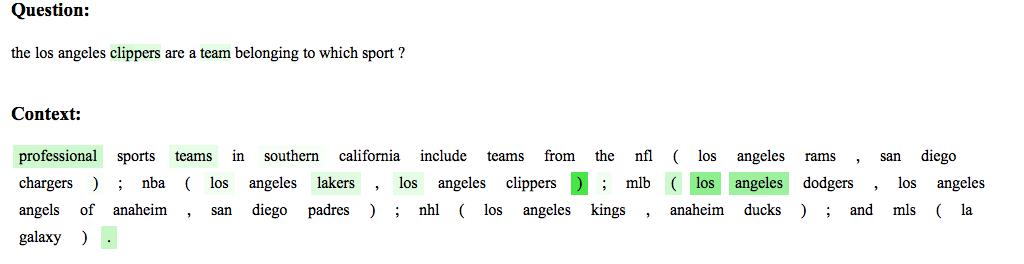 Question:
the los angeles clippers are a team belonging to which sport ?
Context:
professional sports teams in southern california include teams from the nfl ( los angeles rams , san diego
chargers ) ; nba ( los angeles lakers , los angeles clippers ) ; mlb ( los angeles dodgers , los angeles
angels of anaheim , san diego padres ) ; nhl ( los angeles kings , anaheim ducks ) ; and mls ( la
galaxy ) .